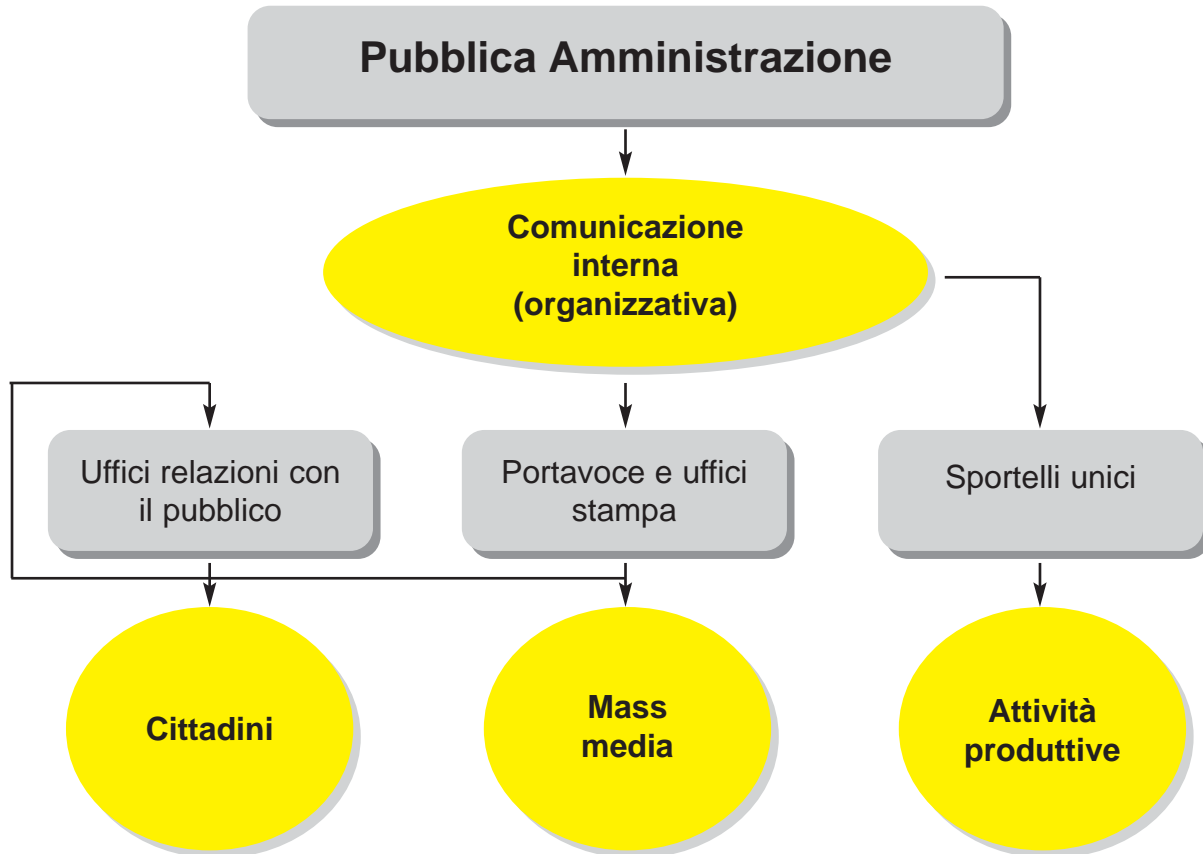 Pubblica Amministrazione
Comunicazione
interna
(organizzativa)
Uffici relazioni con
il pubblico
Portavoce e uffici
stampa
Sportelli unici
Cittadini
Mass
media
Attività
produttive